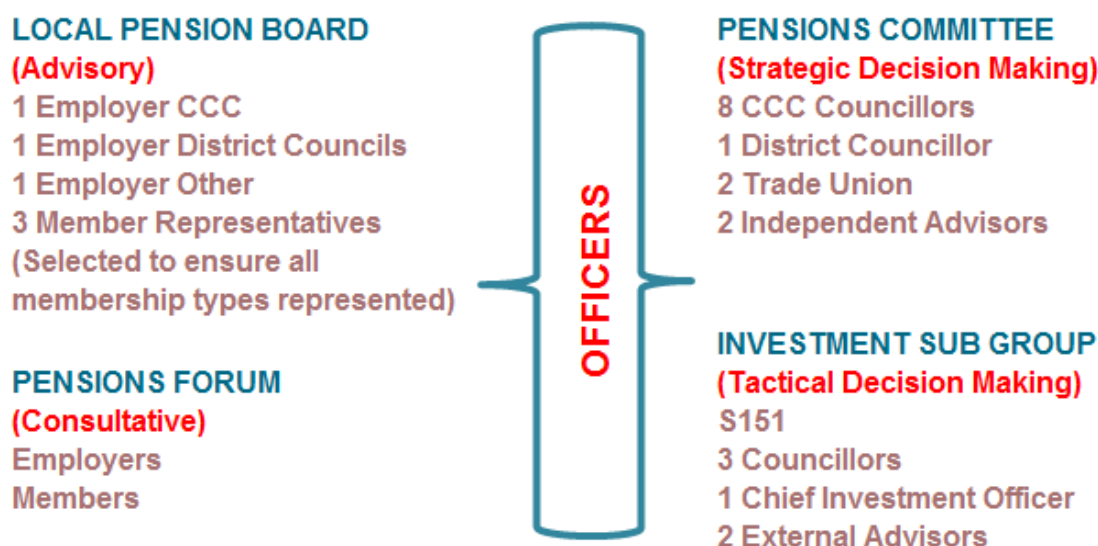 LOCAL PENSION BOARD
(Advisory)
1 Employer CCC
1 Employer District Councils
1 Employer Other
3 Member Representatives
(Selected to ensure all
membership types represented)
PENSIONS FORUM
(Consultative)
Employers
Members
OFFICERS
PENSIONS COMMITTEE
(Strategic Decision Making)
8 CCC Councillors
1 District Councillor
2 Trade Union
2 Independent Advisors
INVESTMENT SUB GROUP
(Tactical Decision Making)
S151
3 Councillors
1 Chief Investment Officer
2 External Advisors